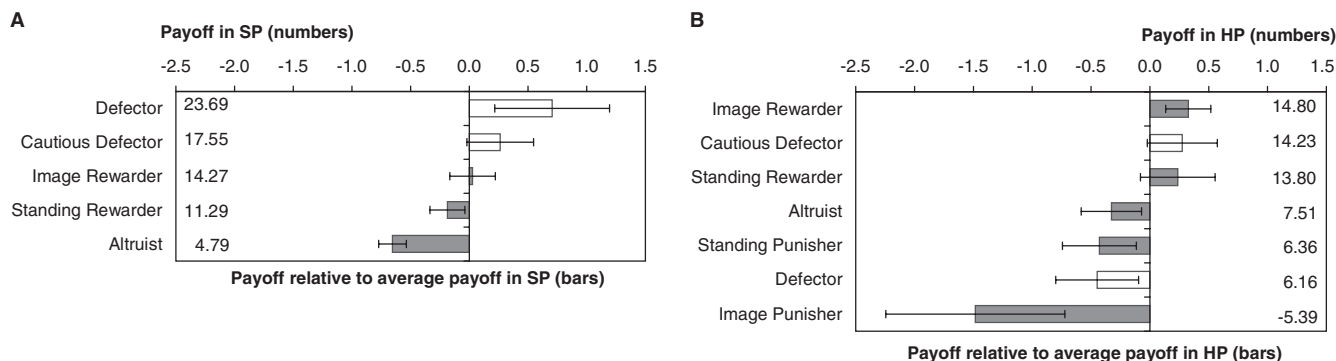 A
Payoff in SP (numbers)
-2.5 -2.0 -1.5 -1.0 -0.5 0.0 0.5 1.0 1.5
Defector 23.69
Cautious Defector 17.55
Image Rewarder 14.27
Standing Rewarder 11.29
Altruist 4.79
Payoff relative to average payoff in SP (bars)
B
Payoff in HP (numbers)
-2.5 -2.0 -1.5 -1.0 -0.5 0.0 0.5 1.0 1.5
Image Rewarder 14.80
Cautious Defector 14.23
Standing Rewarder 13.80
Altruist 7.51
Standing Punisher 6.36
Defector 6.16
Image Punisher -5.39
Payoff relative to average payoff in HP (bars)